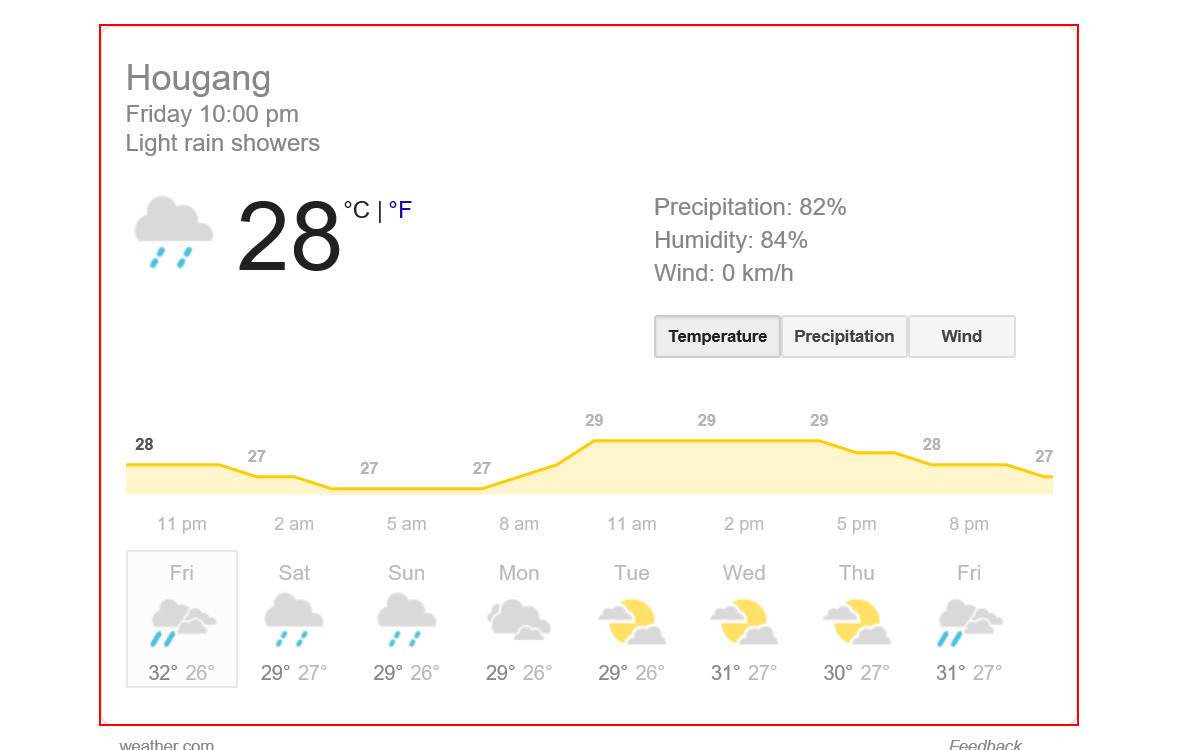 Hougang
Friday 10:00 pm
Light rain showers
28 °C | °F
Precipitation: 82%
Humidity: 84%
Wind: 0 km/h
Temperature Precipitation Wind
28 27 27 27 29 29 29 28 27
11 pm 2 am 5 am 8 am 11 am 2 pm 5 pm 8 pm
Fri Sat Sun Mon Tue Wed Thu Fri
32° 26° 29° 27° 29° 26° 29° 26° 29° 26° 31° 27° 30° 27° 31° 27°
weather.com Feedback